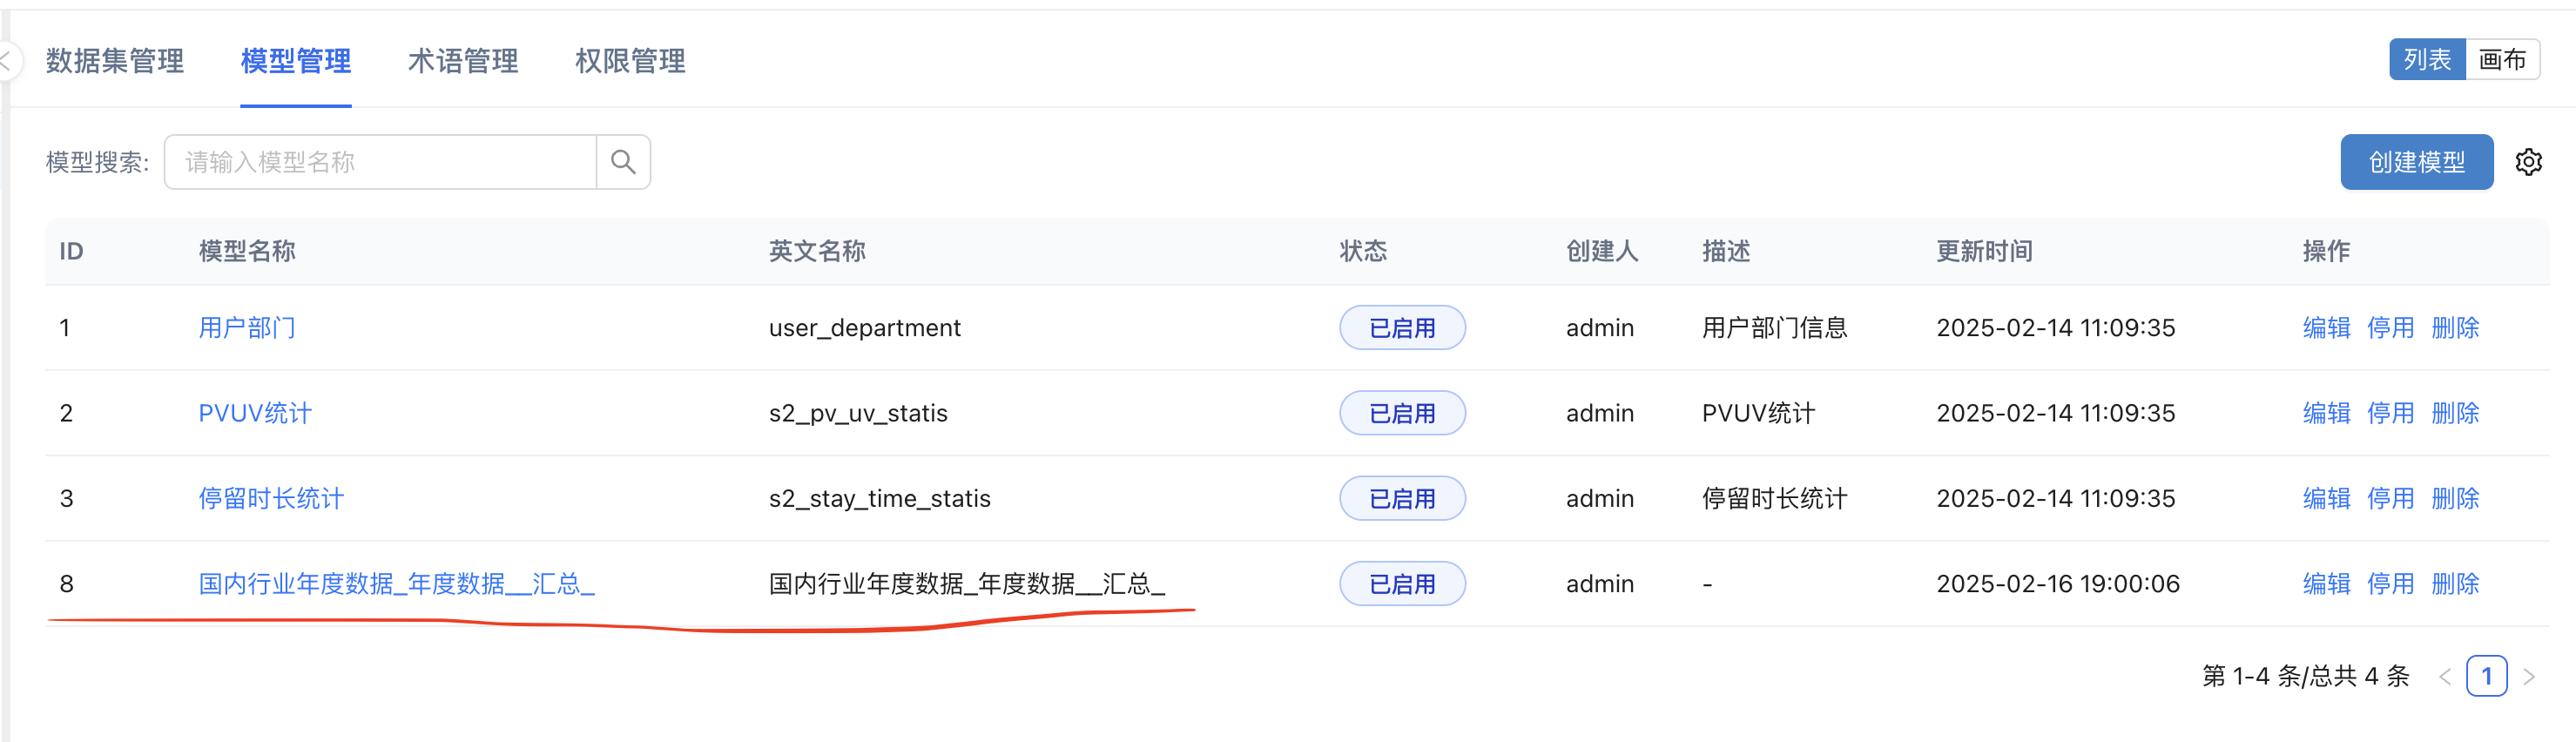 数据集管理 模型管理 术语管理 权限管理 列表 画布
模型搜索: 请输入模型名称 创建模型
ID 模型名称 英文名称 状态 创建人 描述 更新时间 操作
1 用户部门 user_department 已启用 admin 用户部门信息 2025-02-14 11:09:35 编辑 停用 删除
2 PVUV统计 s2_pv_uv_statis 已启用 admin PVUV统计 2025-02-14 11:09:35 编辑 停用 删除
3 停留时长统计 s2_stay_time_statis 已启用 admin 停留时长统计 2025-02-14 11:09:35 编辑 停用 删除
8 国内行业年度数据_年度数据__汇总_ 国内行业年度数据_年度数据__汇总_ 已启用 admin - 2025-02-16 19:00:06 编辑 停用 删除
第 1-4 条/总共 4 条 < 1 >